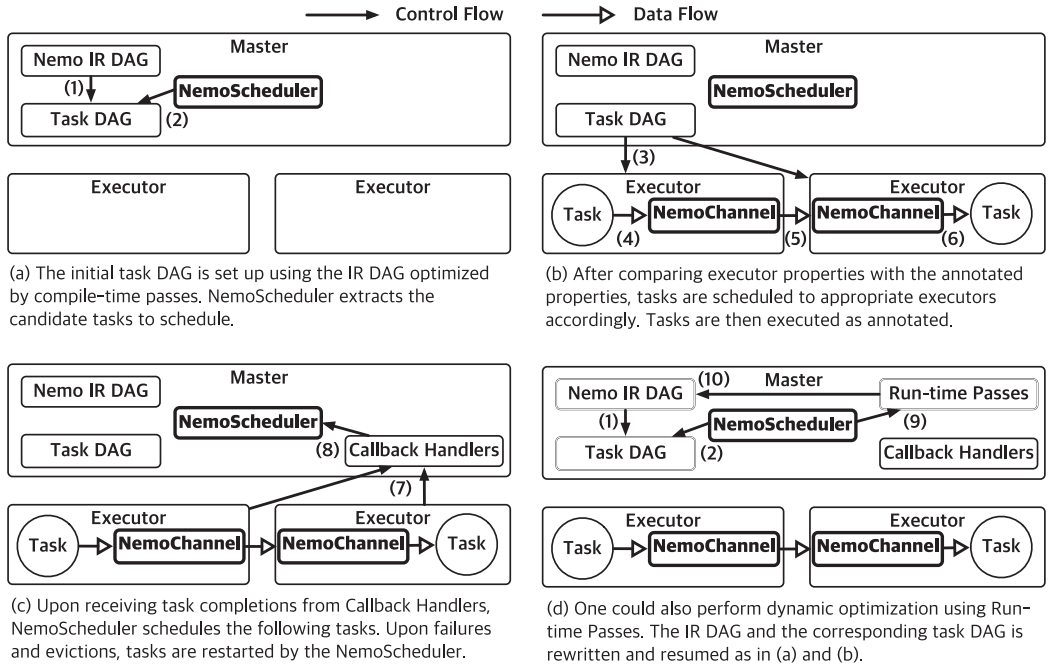 Control Flow
Data Flow
Master
Nemo IR DAG
(1)
NemoScheduler
Task DAG
(2)
Executor
Executor
(a) The initial task DAG is set up using the IR DAG optimized
by compile-time passes. NemoScheduler extracts the
candidate tasks to schedule.
Master
Nemo IR DAG
NemoScheduler
Task DAG
(3)
Executor
Executor
Task
NemoChannel
NemoChannel
Task
(4)
(5)
(6)
(b) After comparing executor properties with the annotated
properties, tasks are scheduled to appropriate executors
accordingly. Tasks are then executed as annotated.
Master
Nemo IR DAG
NemoScheduler
Task DAG
(8)
Callback Handlers
(7)
Executor
Executor
Task
NemoChannel
NemoChannel
Task
(c) Upon receiving task completions from Callback Handlers,
NemoScheduler schedules the following tasks. Upon failures
and evictions, tasks are restarted by the NemoScheduler.
(10)
Master
Nemo IR DAG
Run-time Passes
(1)
NemoScheduler
(9)
Task DAG
(2)
Callback Handlers
Executor
Executor
Task
NemoChannel
NemoChannel
Task
(d) One could also perform dynamic optimization using Run-
time Passes. The IR DAG and the corresponding task DAG is
rewritten and resumed as in (a) and (b).